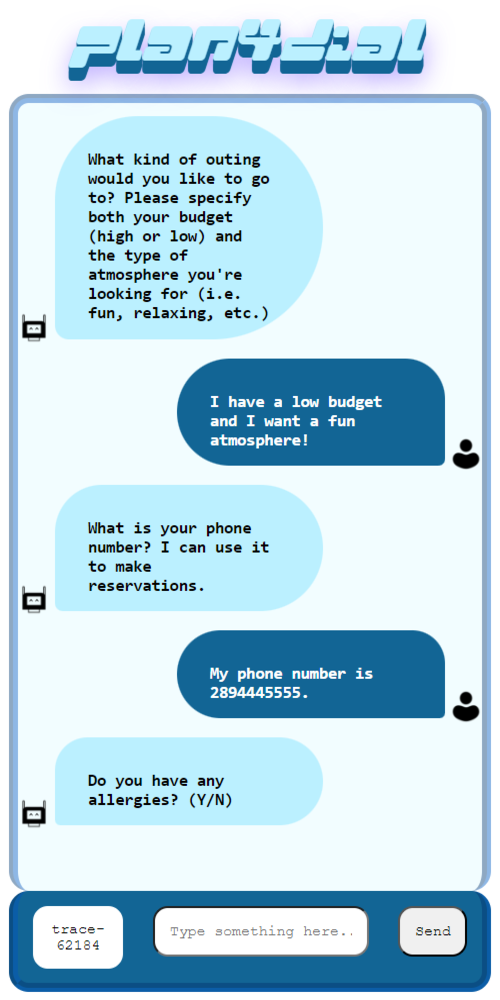 plan4dial
What kind of outing
would you like to go
to? Please specify
both your budget
(high or low) and
the type of
atmosphere you're
looking for (i.e.
fun, relaxing, etc.)
I have a low budget
and I want a fun
atmosphere!
What is your phone
number? I can use it
to make
reservations.
My phone number is
2894445555.
Do you have any
allergies? (Y/N)
trace-
62184
Type something here..
Send